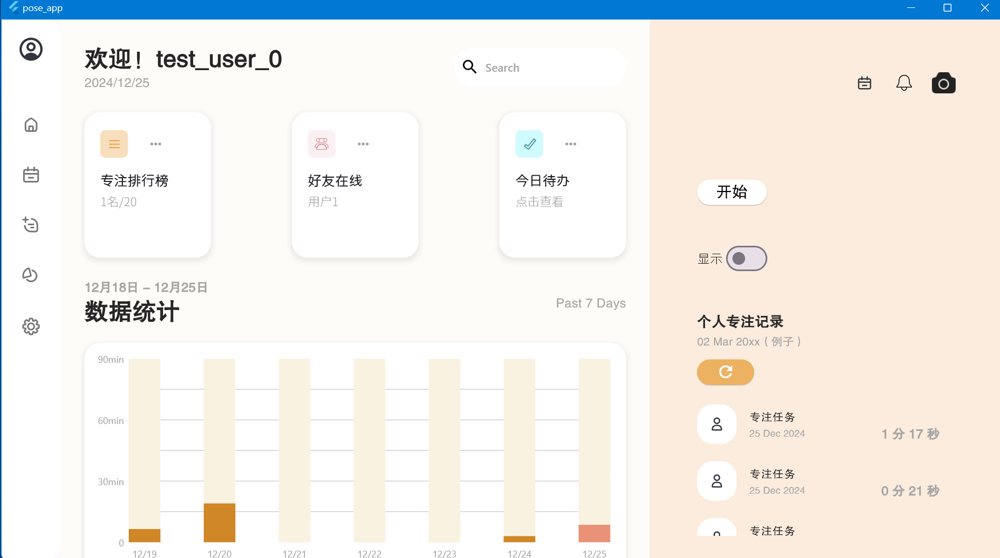 pose_app
欢迎！test_user_0
2024/12/25
Search
专注排行榜
1名/20
好友在线
用户1
今日待办
点击查看
12月18日 – 12月25日
数据统计
Past 7 Days
90min
60min
30min
0
12/19
12/20
12/21
12/22
12/23
12/24
12/25
开始
显示
个人专注记录
02 Mar 20xx（例子）
专注任务
25 Dec 2024
1 分 17 秒
专注任务
25 Dec 2024
0 分 21 秒
专注任务